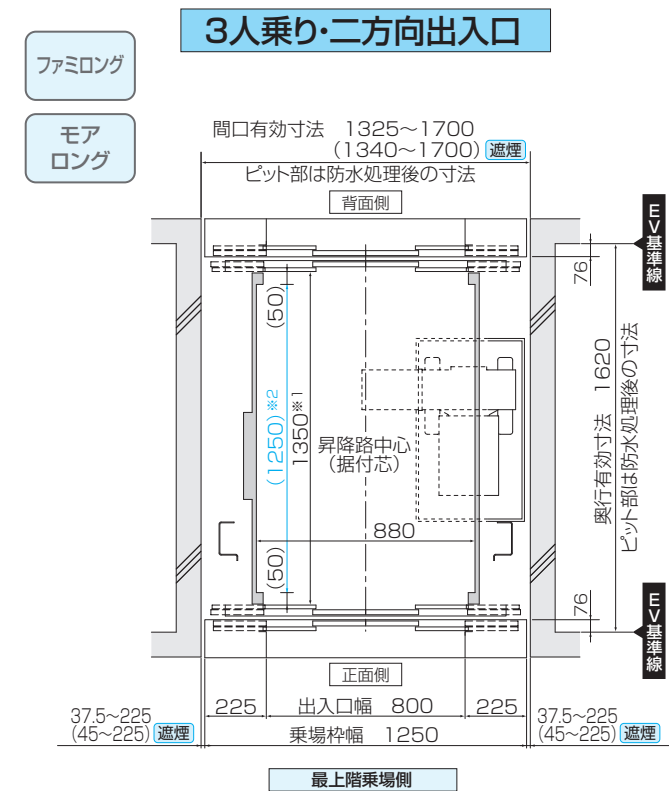 3人乗り・二方向出入口
ファミロング
モア
ロング
間口有効寸法 1325〜1700
(1340〜1700) 遮煙
ピット部は防水処理後の寸法
背面側
EV基準線
76
(50)
(1250)※2
1350※1
昇降路中心
(据付芯)
奥行有効寸法 1620
ピット部は防水処理後の寸法
880
(50)
76
EV基準線
正面側
225 出入口幅 800 225
37.5〜225
(45〜225) 遮煙
乗場枠幅 1250
37.5〜225
(45〜225) 遮煙
最上階乗場側